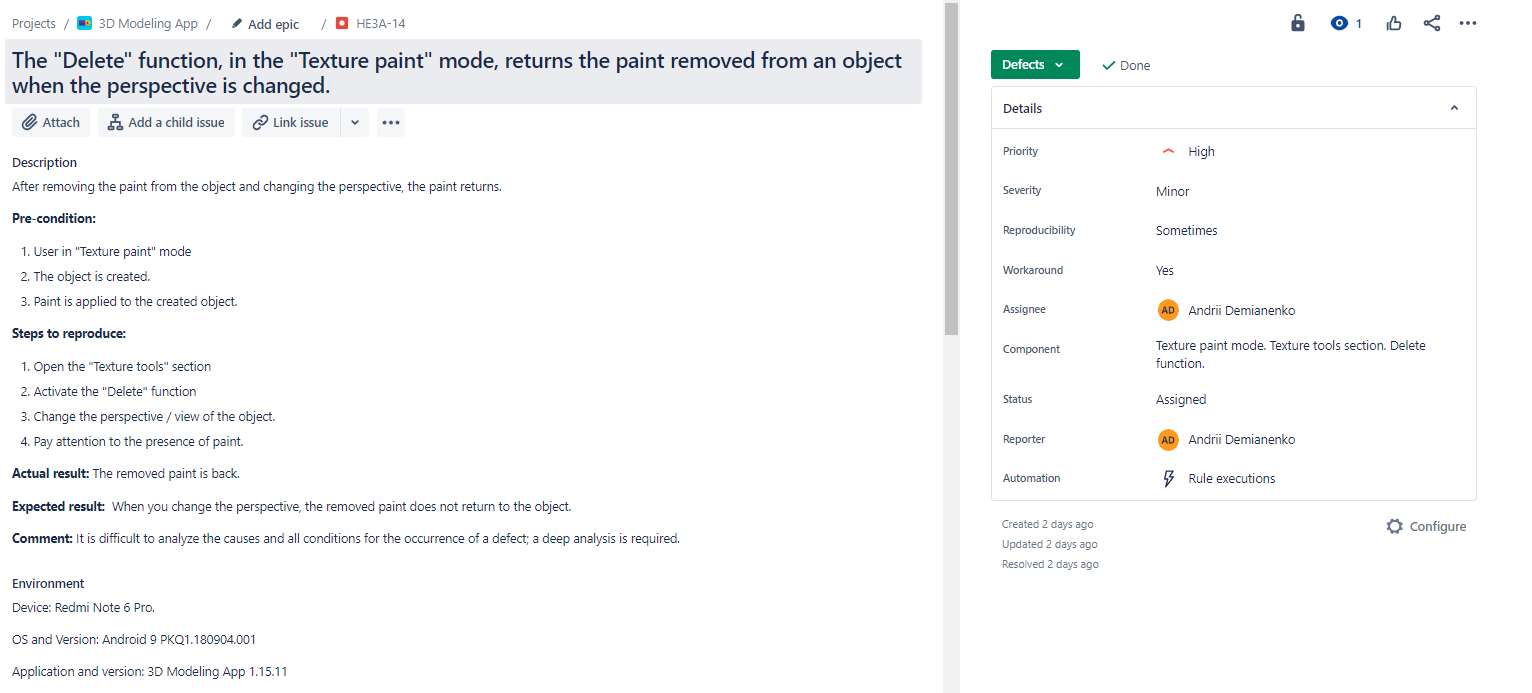 Projects / 3D Modeling App / Add epic / HE3A-14
The "Delete" function, in the "Texture paint" mode, returns the paint removed from an object
when the perspective is changed.
Attach Add a child issue Link issue
Description
After removing the paint from the object and changing the perspective, the paint returns.
Pre-condition:
1. User in "Texture paint" mode
2. The object is created.
3. Paint is applied to the created object.
Steps to reproduce:
1. Open the "Texture tools" section
2. Activate the "Delete" function
3. Change the perspective / view of the object.
4. Pay attention to the presence of paint.
Actual result: The removed paint is back.
Expected result: When you change the perspective, the removed paint does not return to the object.
Comment: It is difficult to analyze the causes and all conditions for the occurrence of a defect; a deep analysis is required.
Environment
Device: Redmi Note 6 Pro.
OS and Version: Android 9 PKQ1.180904.001
Application and version: 3D Modeling App 1.15.11
1
Defects Done
Details
Priority High
Severity Minor
Reproducibility Sometimes
Workaround Yes
Assignee AD Andrii Demianenko
Component Texture paint mode. Texture tools section. Delete
function.
Status Assigned
Reporter AD Andrii Demianenko
Automation Rule executions
Created 2 days ago Configure
Updated 2 days ago
Resolved 2 days ago